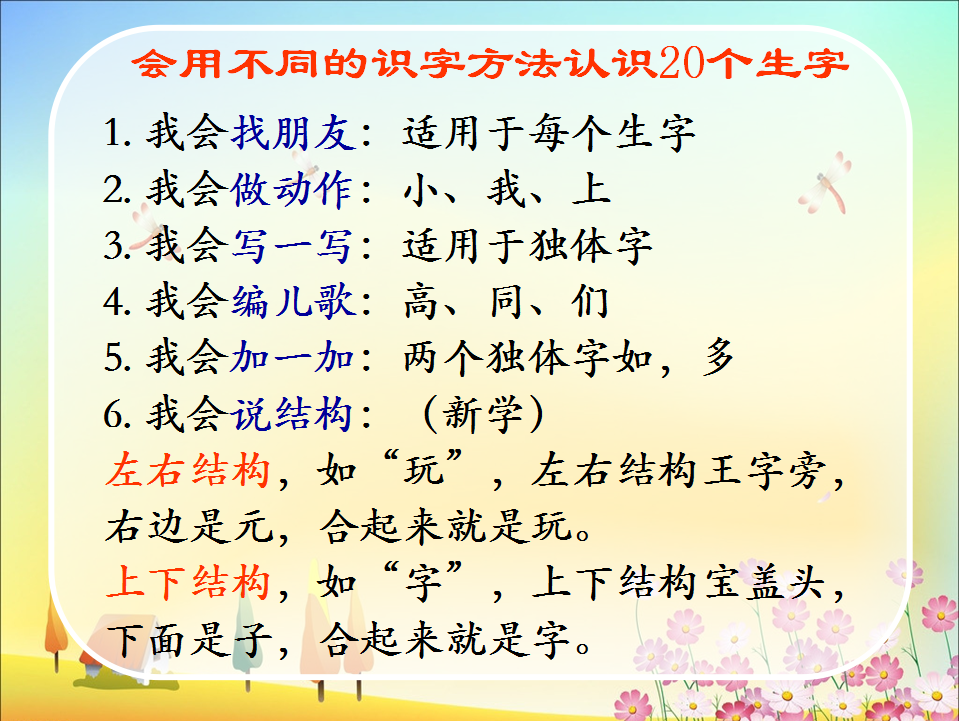 会用不同的识字方法认识20个生字
1. 我会找朋友：适用于每个生字
2. 我会做动作：小、我、上
3. 我会写一写：适用于独体字
4. 我会编儿歌：高、同、们
5. 我会加一加：两个独体字如，多
6. 我会说结构：（新学）
左右结构，如“玩”，左右结构王字旁，
右边是元，合起来就是玩。
上下结构，如“字”，上下结构宝盖头，
下面是子，合起来就是字。